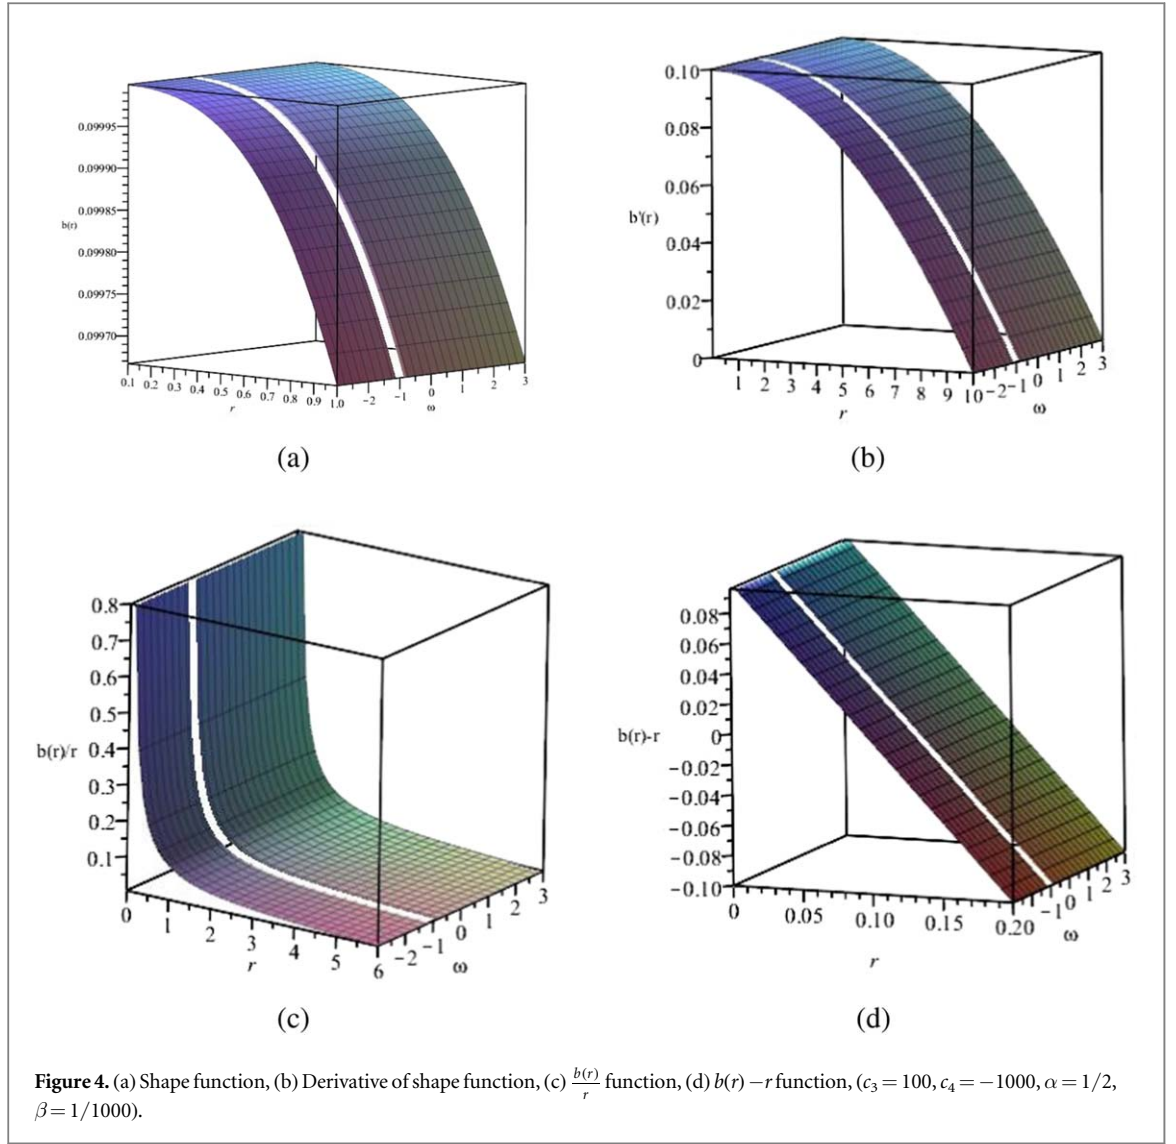 0.09995
0.09990
0.09985
b(r)
0.09980
0.09975
0.09970
0.1 0.2 0.3 0.4 0.5 0.6 0.7 0.8 0.9 1.0 -2 -1 0 1 2 3
r ω
(a)
0.10
0.08
0.06
b'(r)
0.04
0.02
0
1 2 3 4 5 6 7 8 9 10 -2 -1 0 1 2 3
r ω
(b)
0.8
0.7
0.6
0.5
b(r)/r 0.4
0.3
0.2
0.1
0 1 2 3 4 5 6 -2 -1 0 1 2 3
r ω
(c)
0.08
0.06
0.04
0.02
b(r)-r 0
-0.02
-0.04
-0.06
-0.08
-0.10
0 0.05 0.10 0.15 0.20 -1 0 1 2 3
r ω
(d)
Figure 4. (a) Shape function, (b) Derivative of shape function, (c) b(r)/r function, (d) b(r) − r function, (c₃ = 100, c₄ = −1000, α = 1/2,
β = 1/1000).